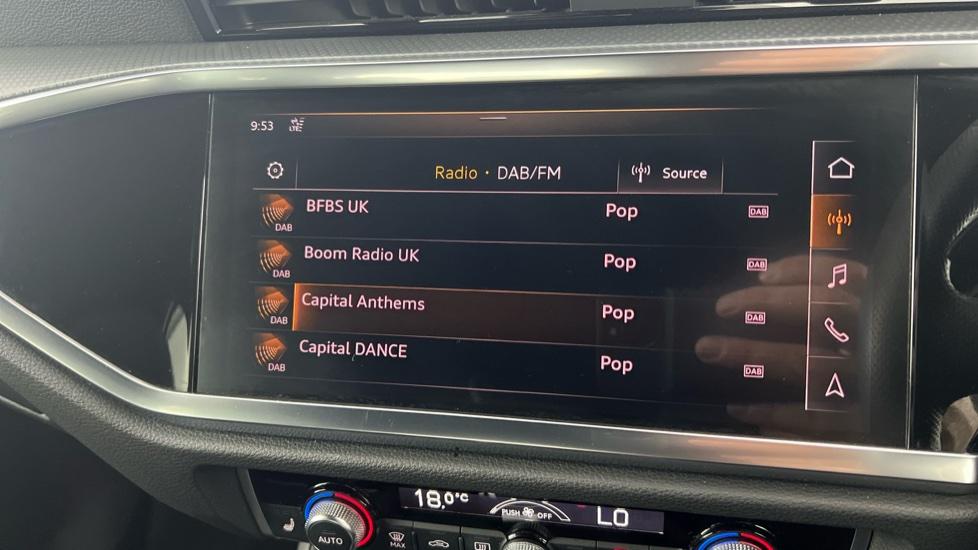 9:53 LTE
Radio · DAB/FM Source
DAB BFBS UK Pop DAB
DAB Boom Radio UK Pop DAB
DAB Capital Anthems Pop DAB
DAB Capital DANCE Pop DAB
18.0°C PUSH OFF LO
AUTO MAX